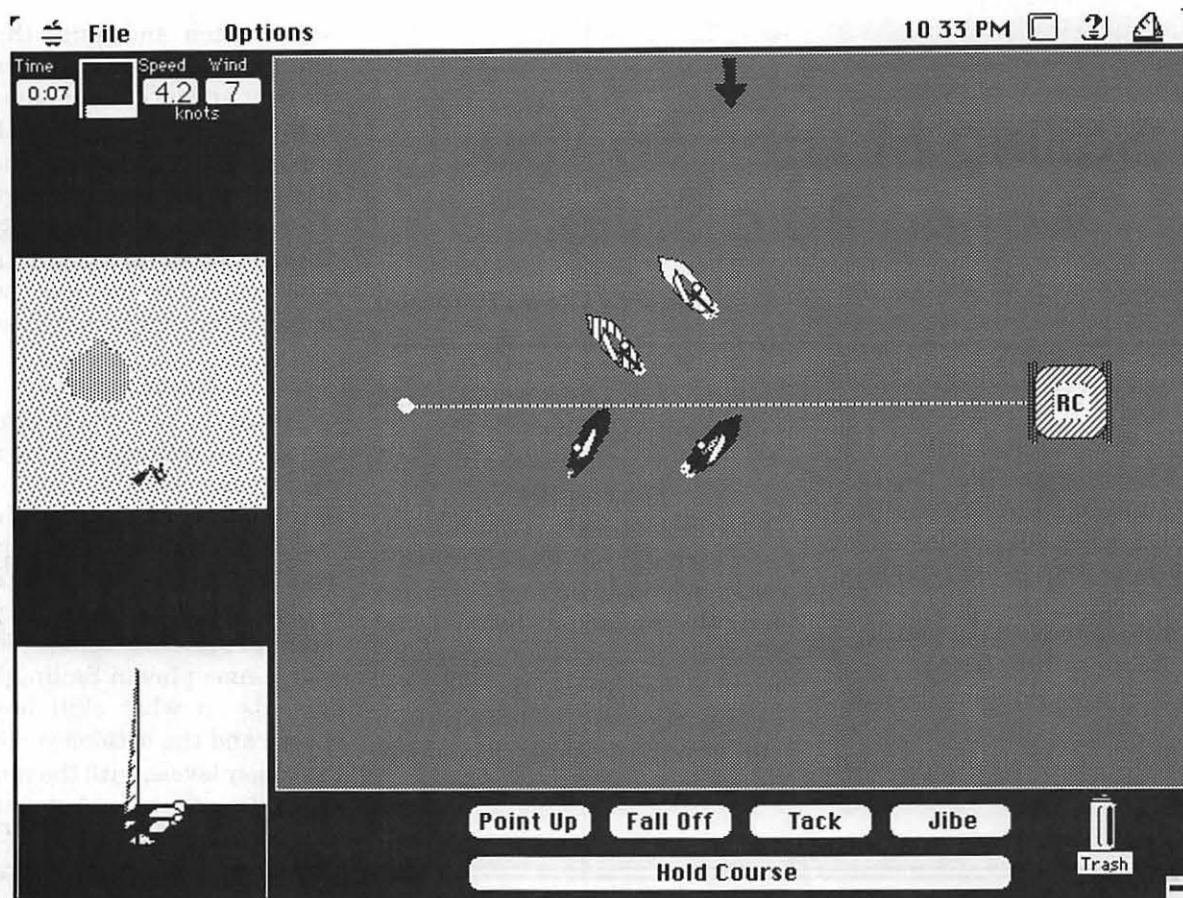 File Options 10 33 PM
Time Speed Wind
0:07 4.2 7
knots
RC
Point Up Fall Off Tack Jibe
Hold Course
Trash